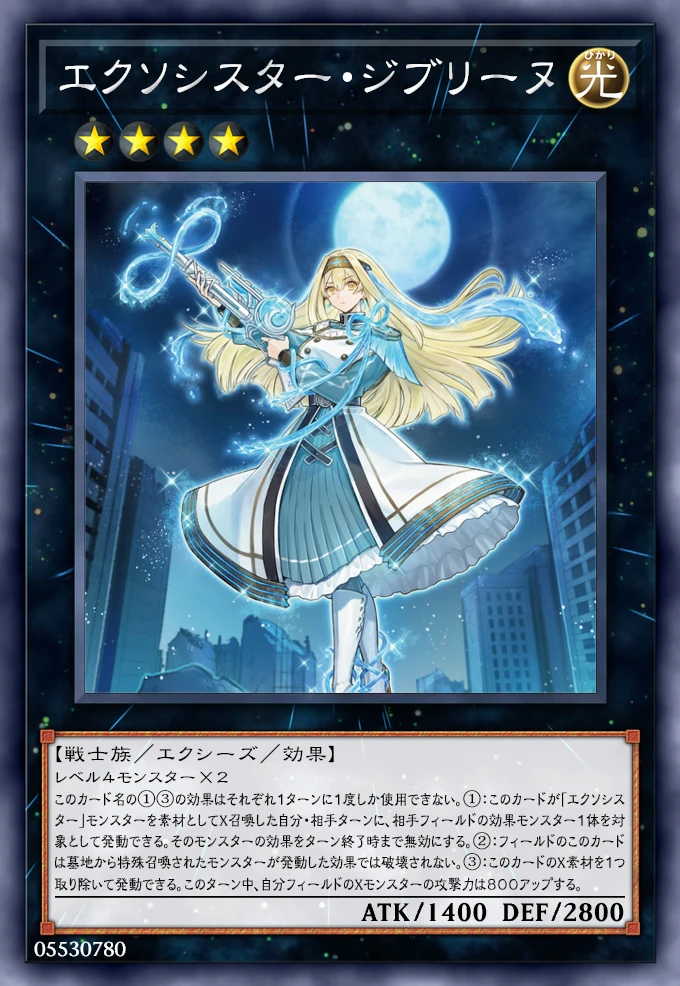 エクソシスター・ジブリーヌ
ひかり
光
【戦士族／エクシーズ／効果】
レベル４モンスター×２
このカード名の①③の効果はそれぞれ1ターンに1度しか使用できない。①：このカードが「エクソシス
ター」モンスターを素材としてX召喚した自分・相手ターンに、相手フィールドの効果モンスター1体を対
象として発動できる。そのモンスターの効果をターン終了時まで無効にする。②：フィールドのこのカード
は墓地から特殊召喚されたモンスターが発動した効果では破壊されない。③：このカードのX素材を1つ
取り除いて発動できる。このターン中、自分フィールドのXモンスターの攻撃力は800アップする。
ATK/1400 DEF/2800
05530780